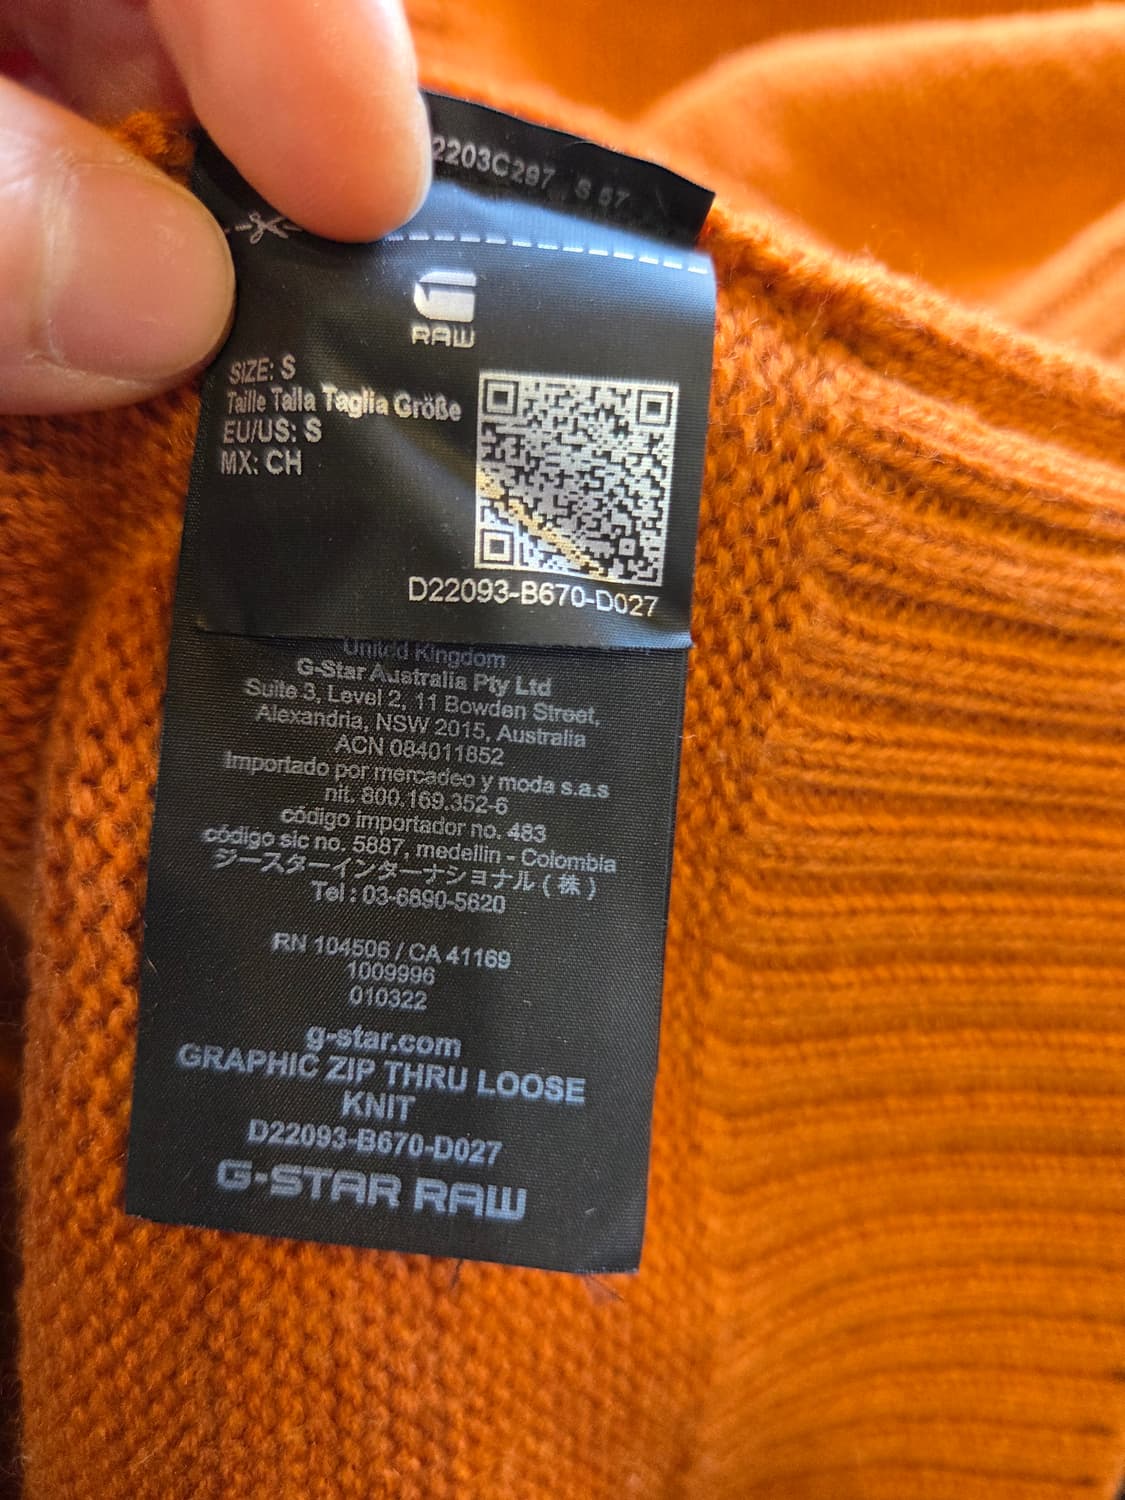 2203C297 S 67
RAW
SIZE: S
Taille Talla Taglia Größe
EU/US: S
MX: CH
D22093-B670-D027
United Kingdom
G-Star Australia Pty Ltd
Suite 3, Level 2, 11 Bowden Street,
Alexandria, NSW 2015, Australia
ACN 084011852
Importado por mercadeo y moda s.a.s
nit. 800.169.352-6
código importador no. 483
código sic no. 5887, medellin - Colombia
ジースターインターナショナル ( 株 )
Tel : 03-6890-5620
RN 104506 / CA 41169
1009996
010322
g-star.com
GRAPHIC ZIP THRU LOOSE
KNIT
D22093-B670-D027
G-STAR RAW